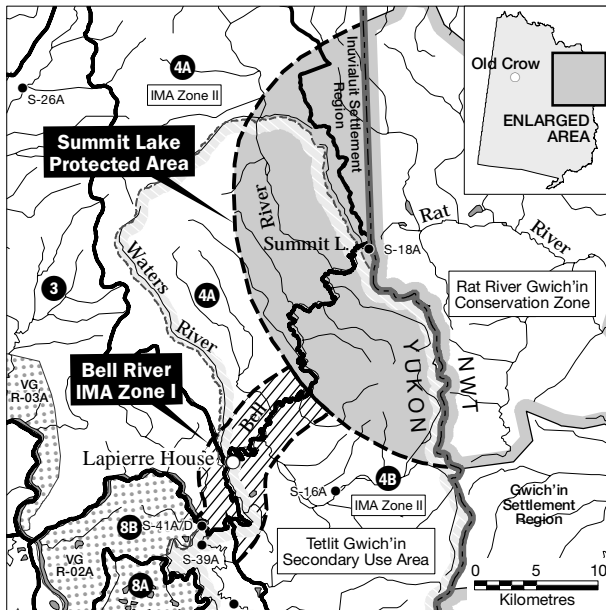 4A
IMA Zone II
S-26A
Inuvialuit Settlement
Region
Old Crow
ENLARGED
AREA
Summit Lake
Protected Area
River
Rat
River
Summit L.
S-18A
Waters
River
3
4A
Rat River Gwich'in
Conservation Zone
YUKON
NWT
Bell River
IMA Zone I
VG
R-03A
Bell
Lapierre House
4B
S-16A
IMA Zone II
Gwich'in
Settlement
Region
8B
S-41A/D
Tetlit Gwich'in
Secondary Use Area
VG
R-02A
S-39A
8A
0 5 10
Kilometres